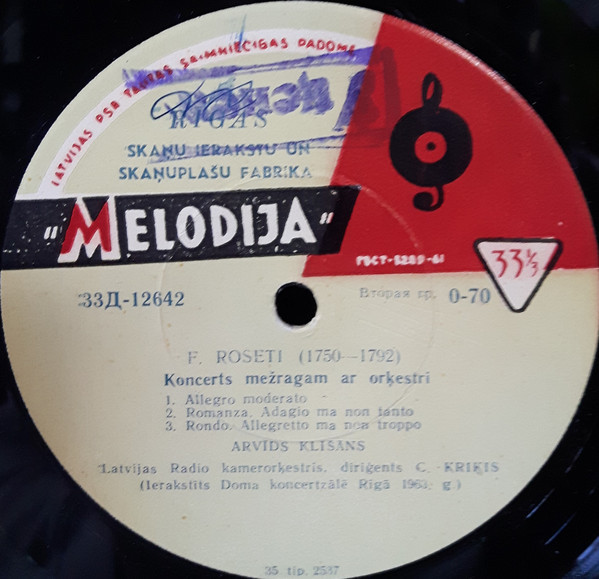 LATVIJAS PSR TAUTAS SAIMNIECĪBAS PADOME
RĪGAS
SKAŅU IERAKSTU UN
SKAŅUPLAŠU FABRIKA
"MELODIJA"
ГОСТ-5289-61
33⅓
33Д-12642
Вторая гр. 0-70
F. ROSETI (1750—1792)
Koncerts mežragam ar orķestri
1. Allegro moderato
2. Romanza. Adagio ma non tanto
3. Rondo. Allegretto ma non troppo
ARVĪDS KLIŠĀNS
Latvijas Radio kamerorķestris, diriģents C. KRIĶIS
(Ierakstīts Doma koncertzālē Rīgā 1963. g.)
35 tip. 2537